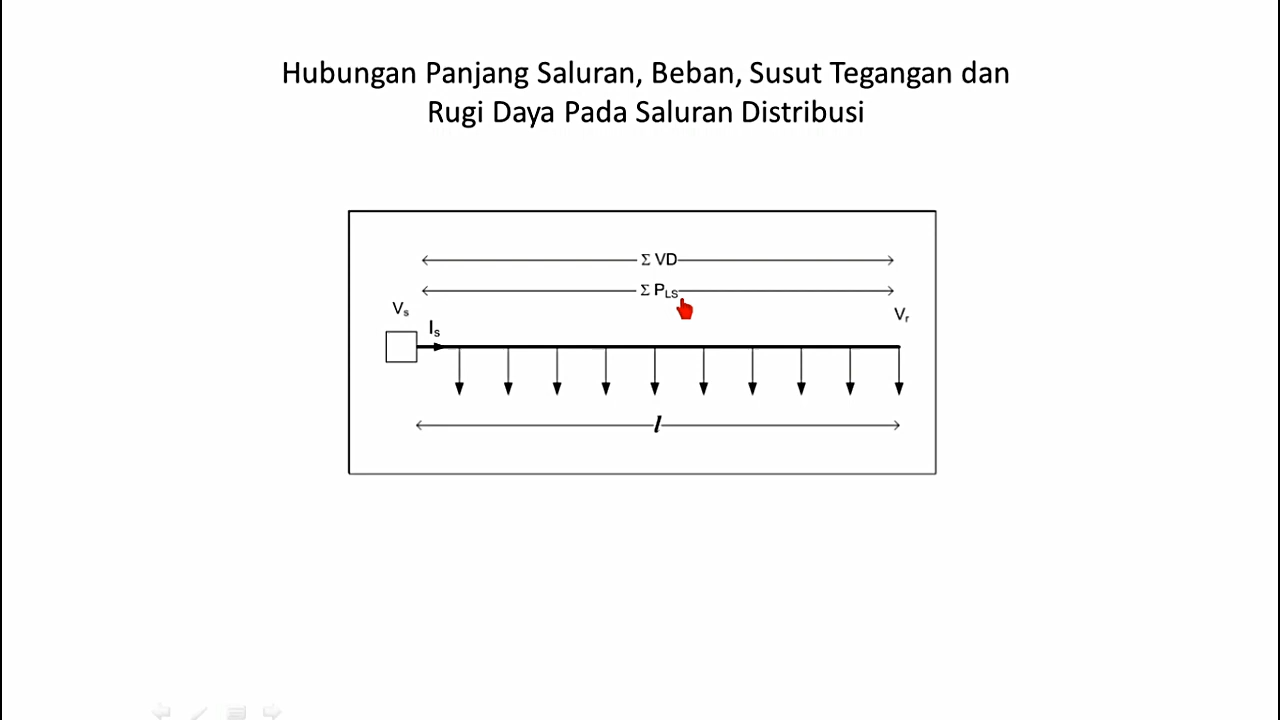 Hubungan Panjang Saluran, Beban, Susut Tegangan dan
Rugi Daya Pada Saluran Distribusi
Σ VD
Σ PLS
Vs
Vr
Is
l